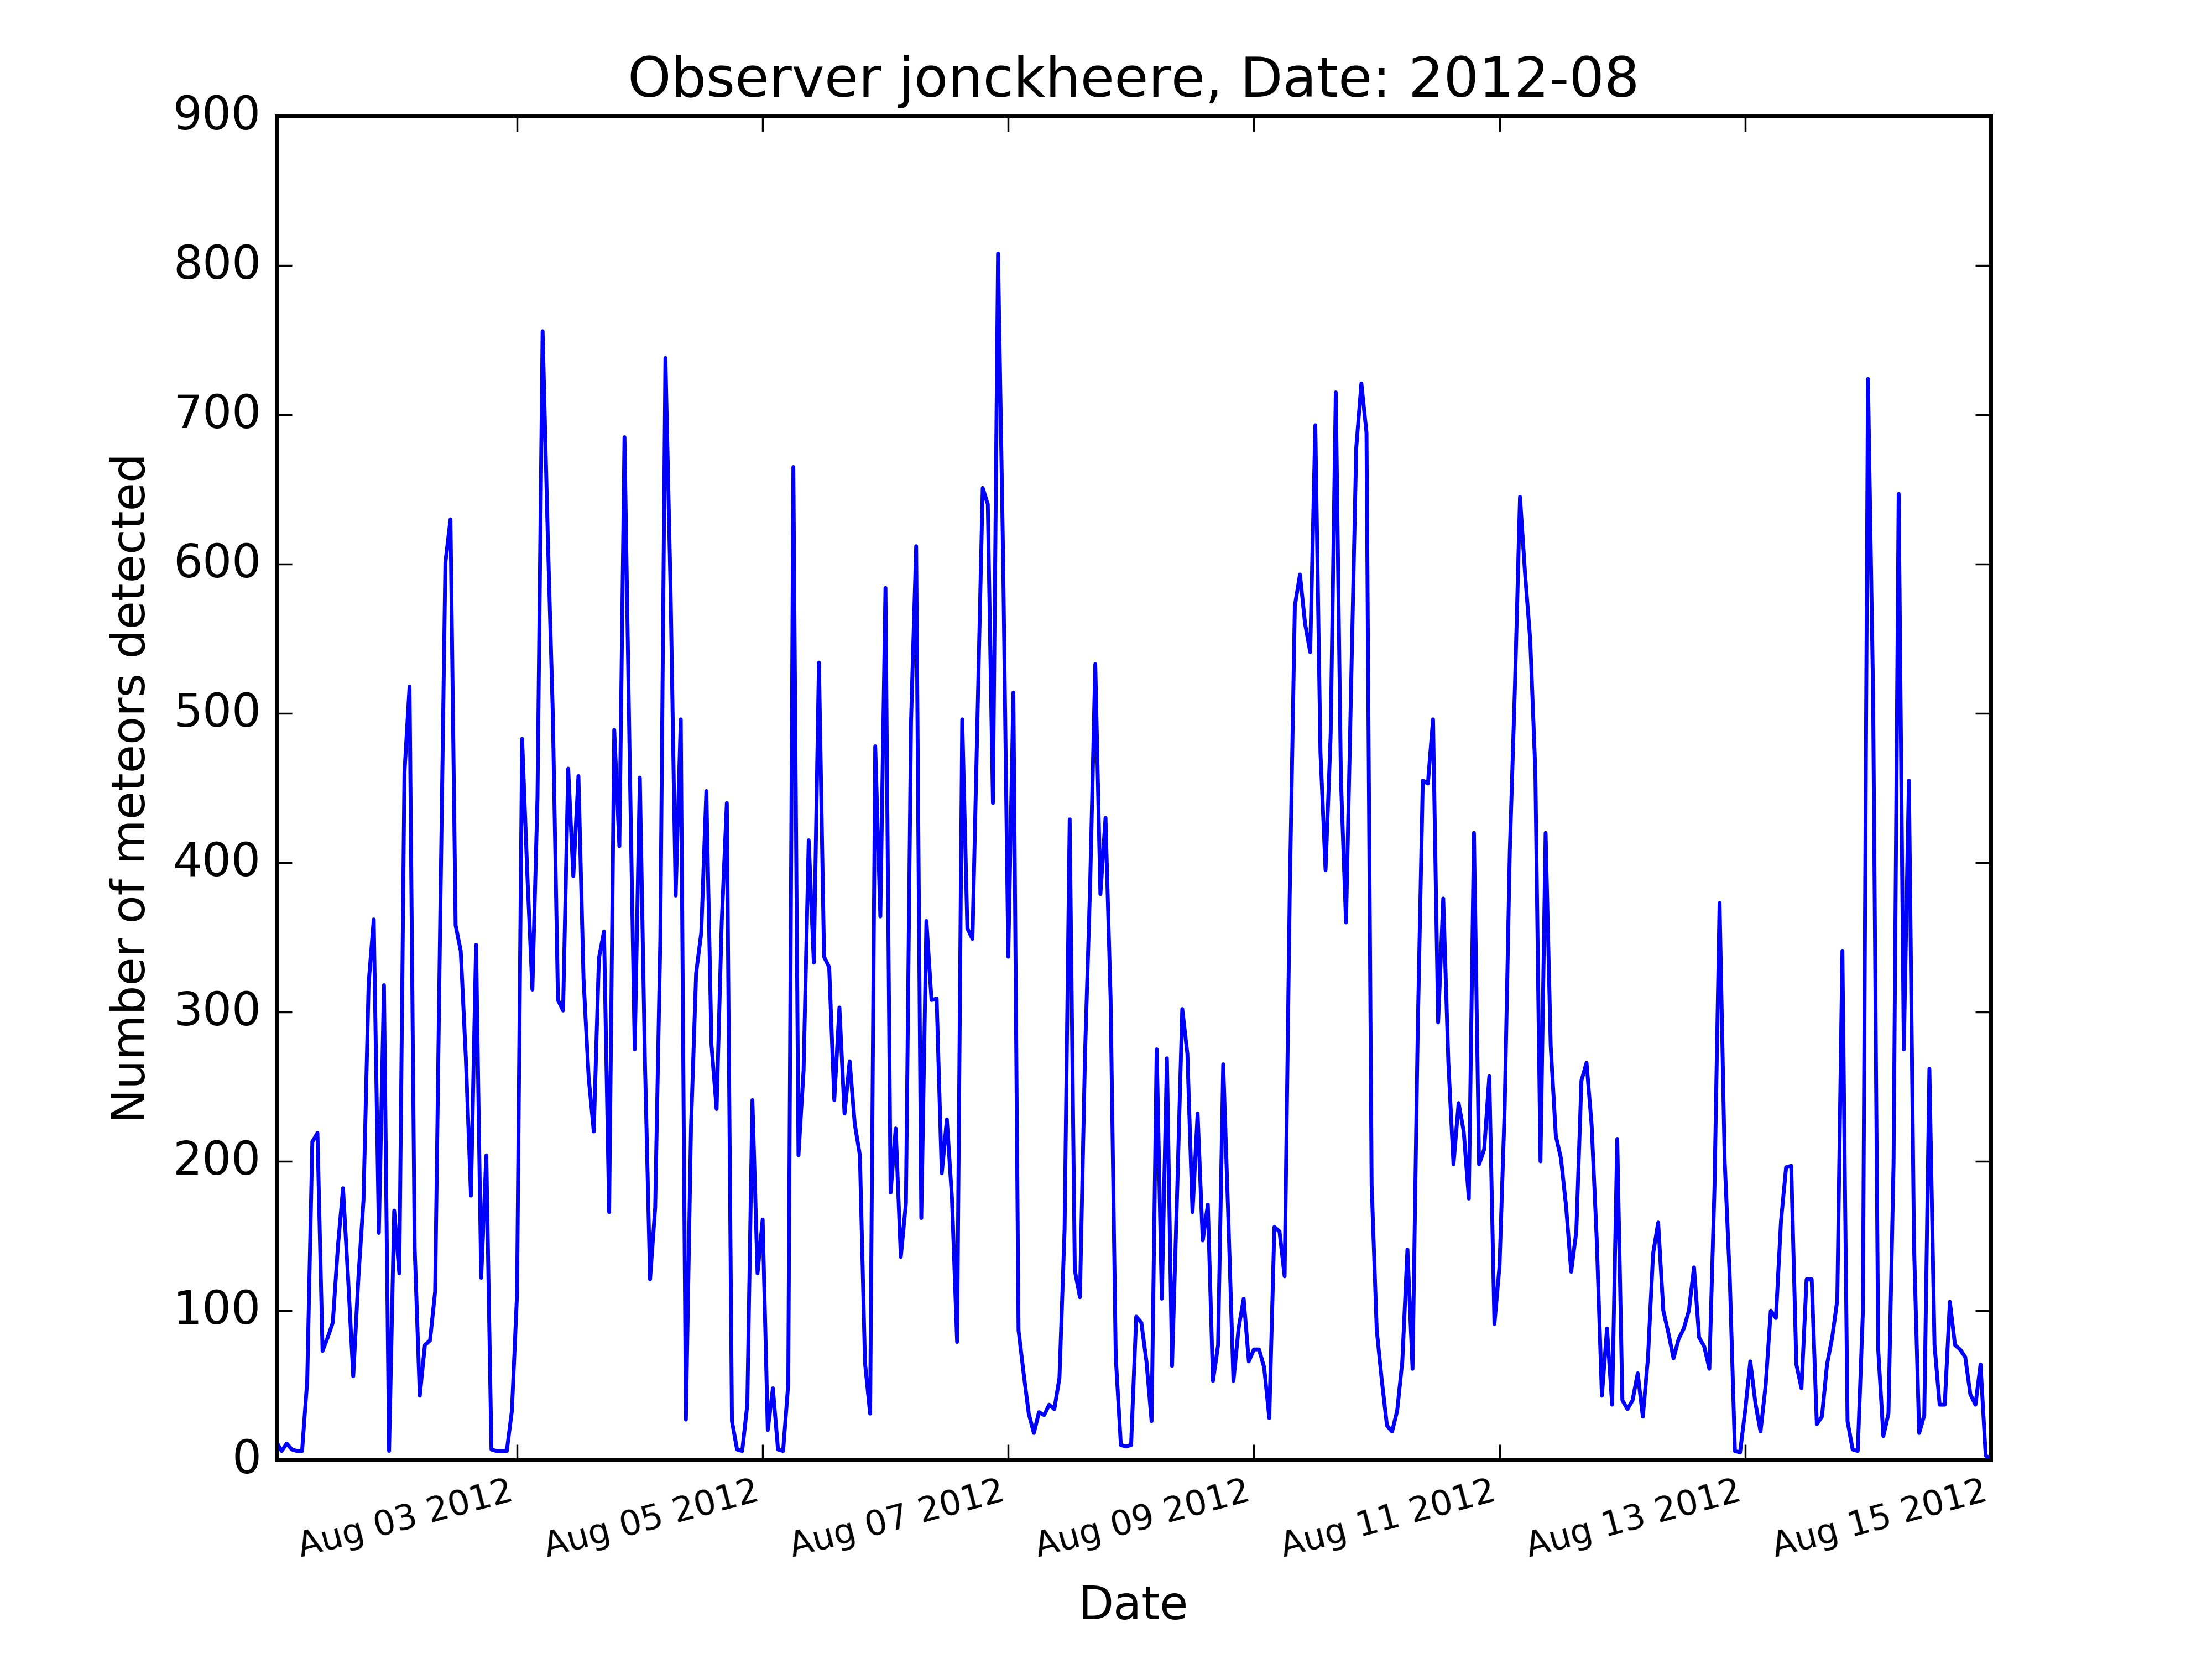 Observer jonckheere, Date: 2012-08
900
800
700
600
500
400
300
200
100
0
Number of meteors detected
Aug 03 2012
Aug 05 2012
Aug 07 2012
Aug 09 2012
Aug 11 2012
Aug 13 2012
Aug 15 2012
Date